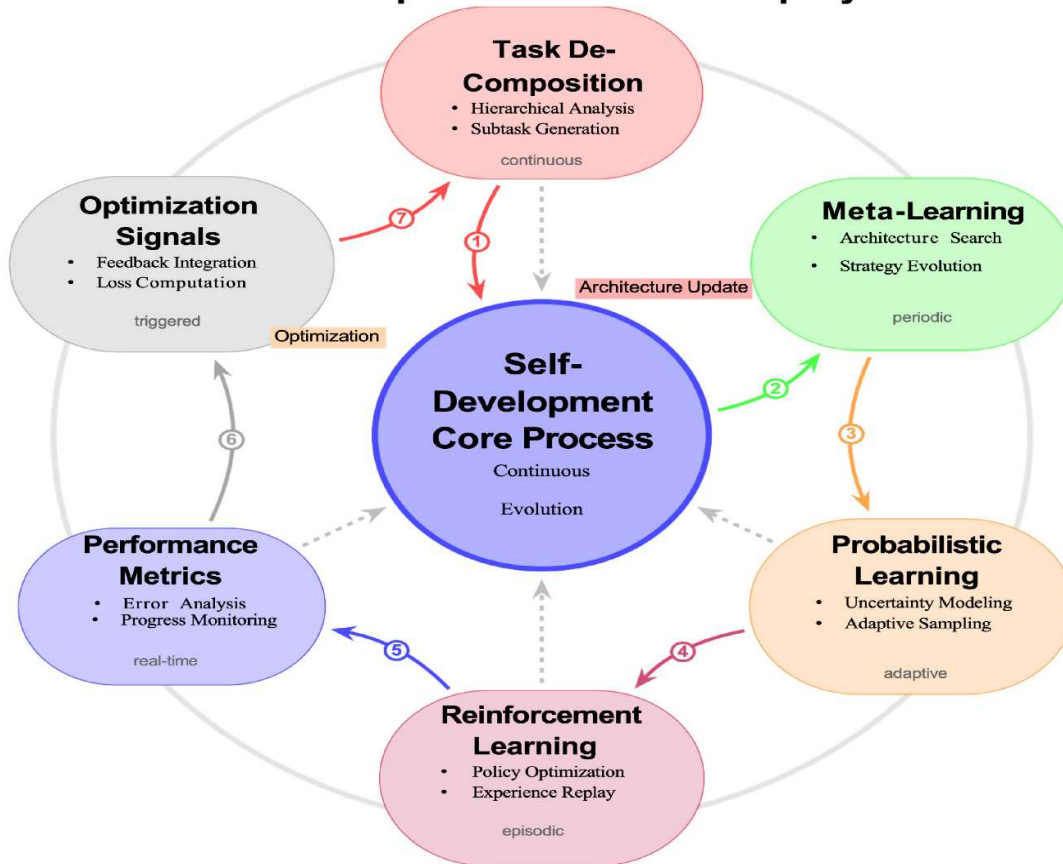 Task De-
Composition
• Hierarchical Analysis
• Subtask Generation
continuous
Optimization
Signals
• Feedback Integration
• Loss Computation
triggered
Meta-Learning
• Architecture Search
• Strategy Evolution
periodic
7
1
Architecture Update
Optimization
Self-
Development
Core Process
Continuous
Evolution
2
3
6
Performance
Metrics
• Error Analysis
• Progress Monitoring
real-time
Probabilistic
Learning
• Uncertainty Modeling
• Adaptive Sampling
adaptive
5
4
Reinforcement
Learning
• Policy Optimization
• Experience Replay
episodic